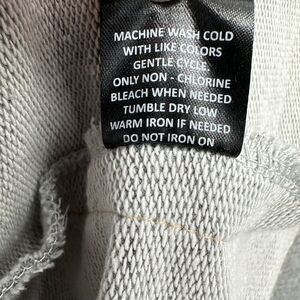 MACHINE WASH COLD
WITH LIKE COLORS
GENTLE CYCLE.
ONLY NON - CHLORINE
BLEACH WHEN NEEDED
TUMBLE DRY LOW
WARM IRON IF NEEDED
DO NOT IRON ON